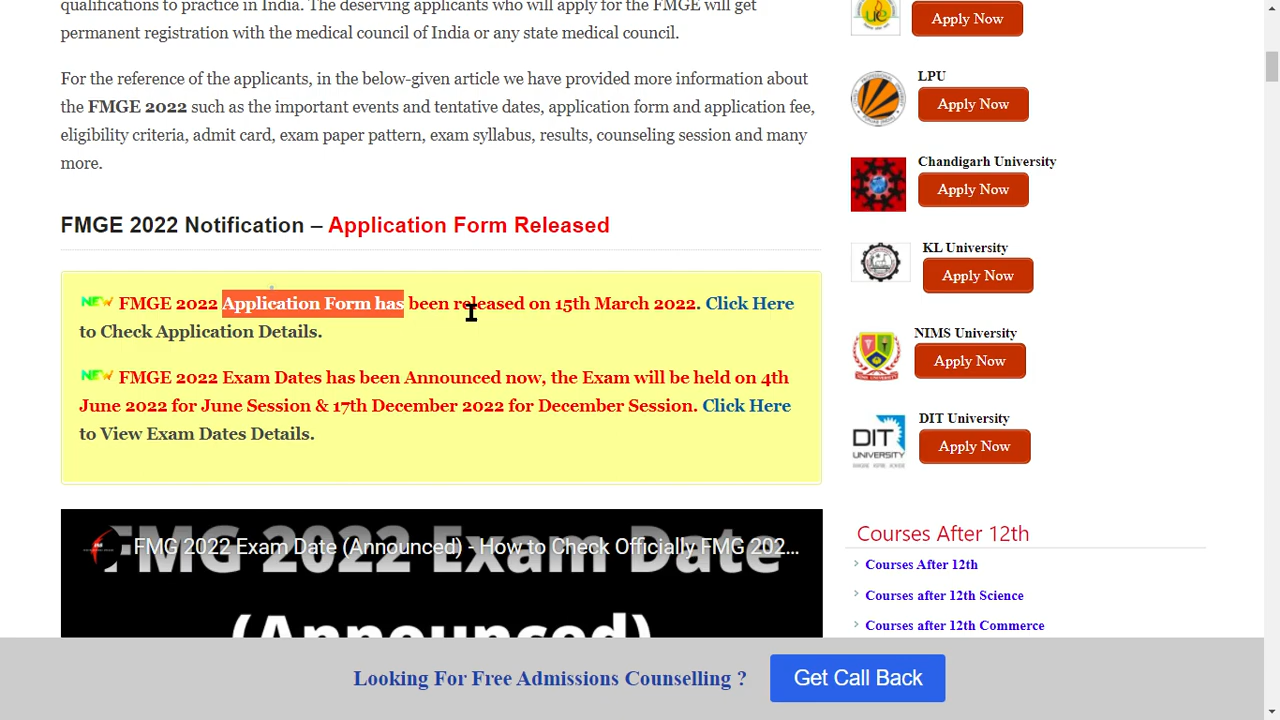 qualifications to practice in India. The deserving applicants who will apply for the FMGE will get
permanent registration with the medical council of India or any state medical council.
For the reference of the applicants, in the below-given article we have provided more information about
the FMGE 2022 such as the important events and tentative dates, application form and application fee,
eligibility criteria, admit card, exam paper pattern, exam syllabus, results, counseling session and many
more.
FMGE 2022 Notification – Application Form Released
NEW FMGE 2022 Application Form has been released on 15th March 2022. Click Here
to Check Application Details.
NEW FMGE 2022 Exam Dates has been Announced now, the Exam will be held on 4th
June 2022 for June Session & 17th December 2022 for December Session. Click Here
to View Exam Dates Details.
FMG 2022 Exam Date (Announced) - How to Check Officially FMG 202...
FMG 2022 Exam Date
(Announced)
Apply Now
LPU
Apply Now
Chandigarh University
Apply Now
KL University
Apply Now
NIMS University
Apply Now
DIT University
DIT
UNIVERSITY
Apply Now
Courses After 12th
Courses After 12th
Courses after 12th Science
Courses after 12th Commerce
Looking For Free Admissions Counselling ?
Get Call Back